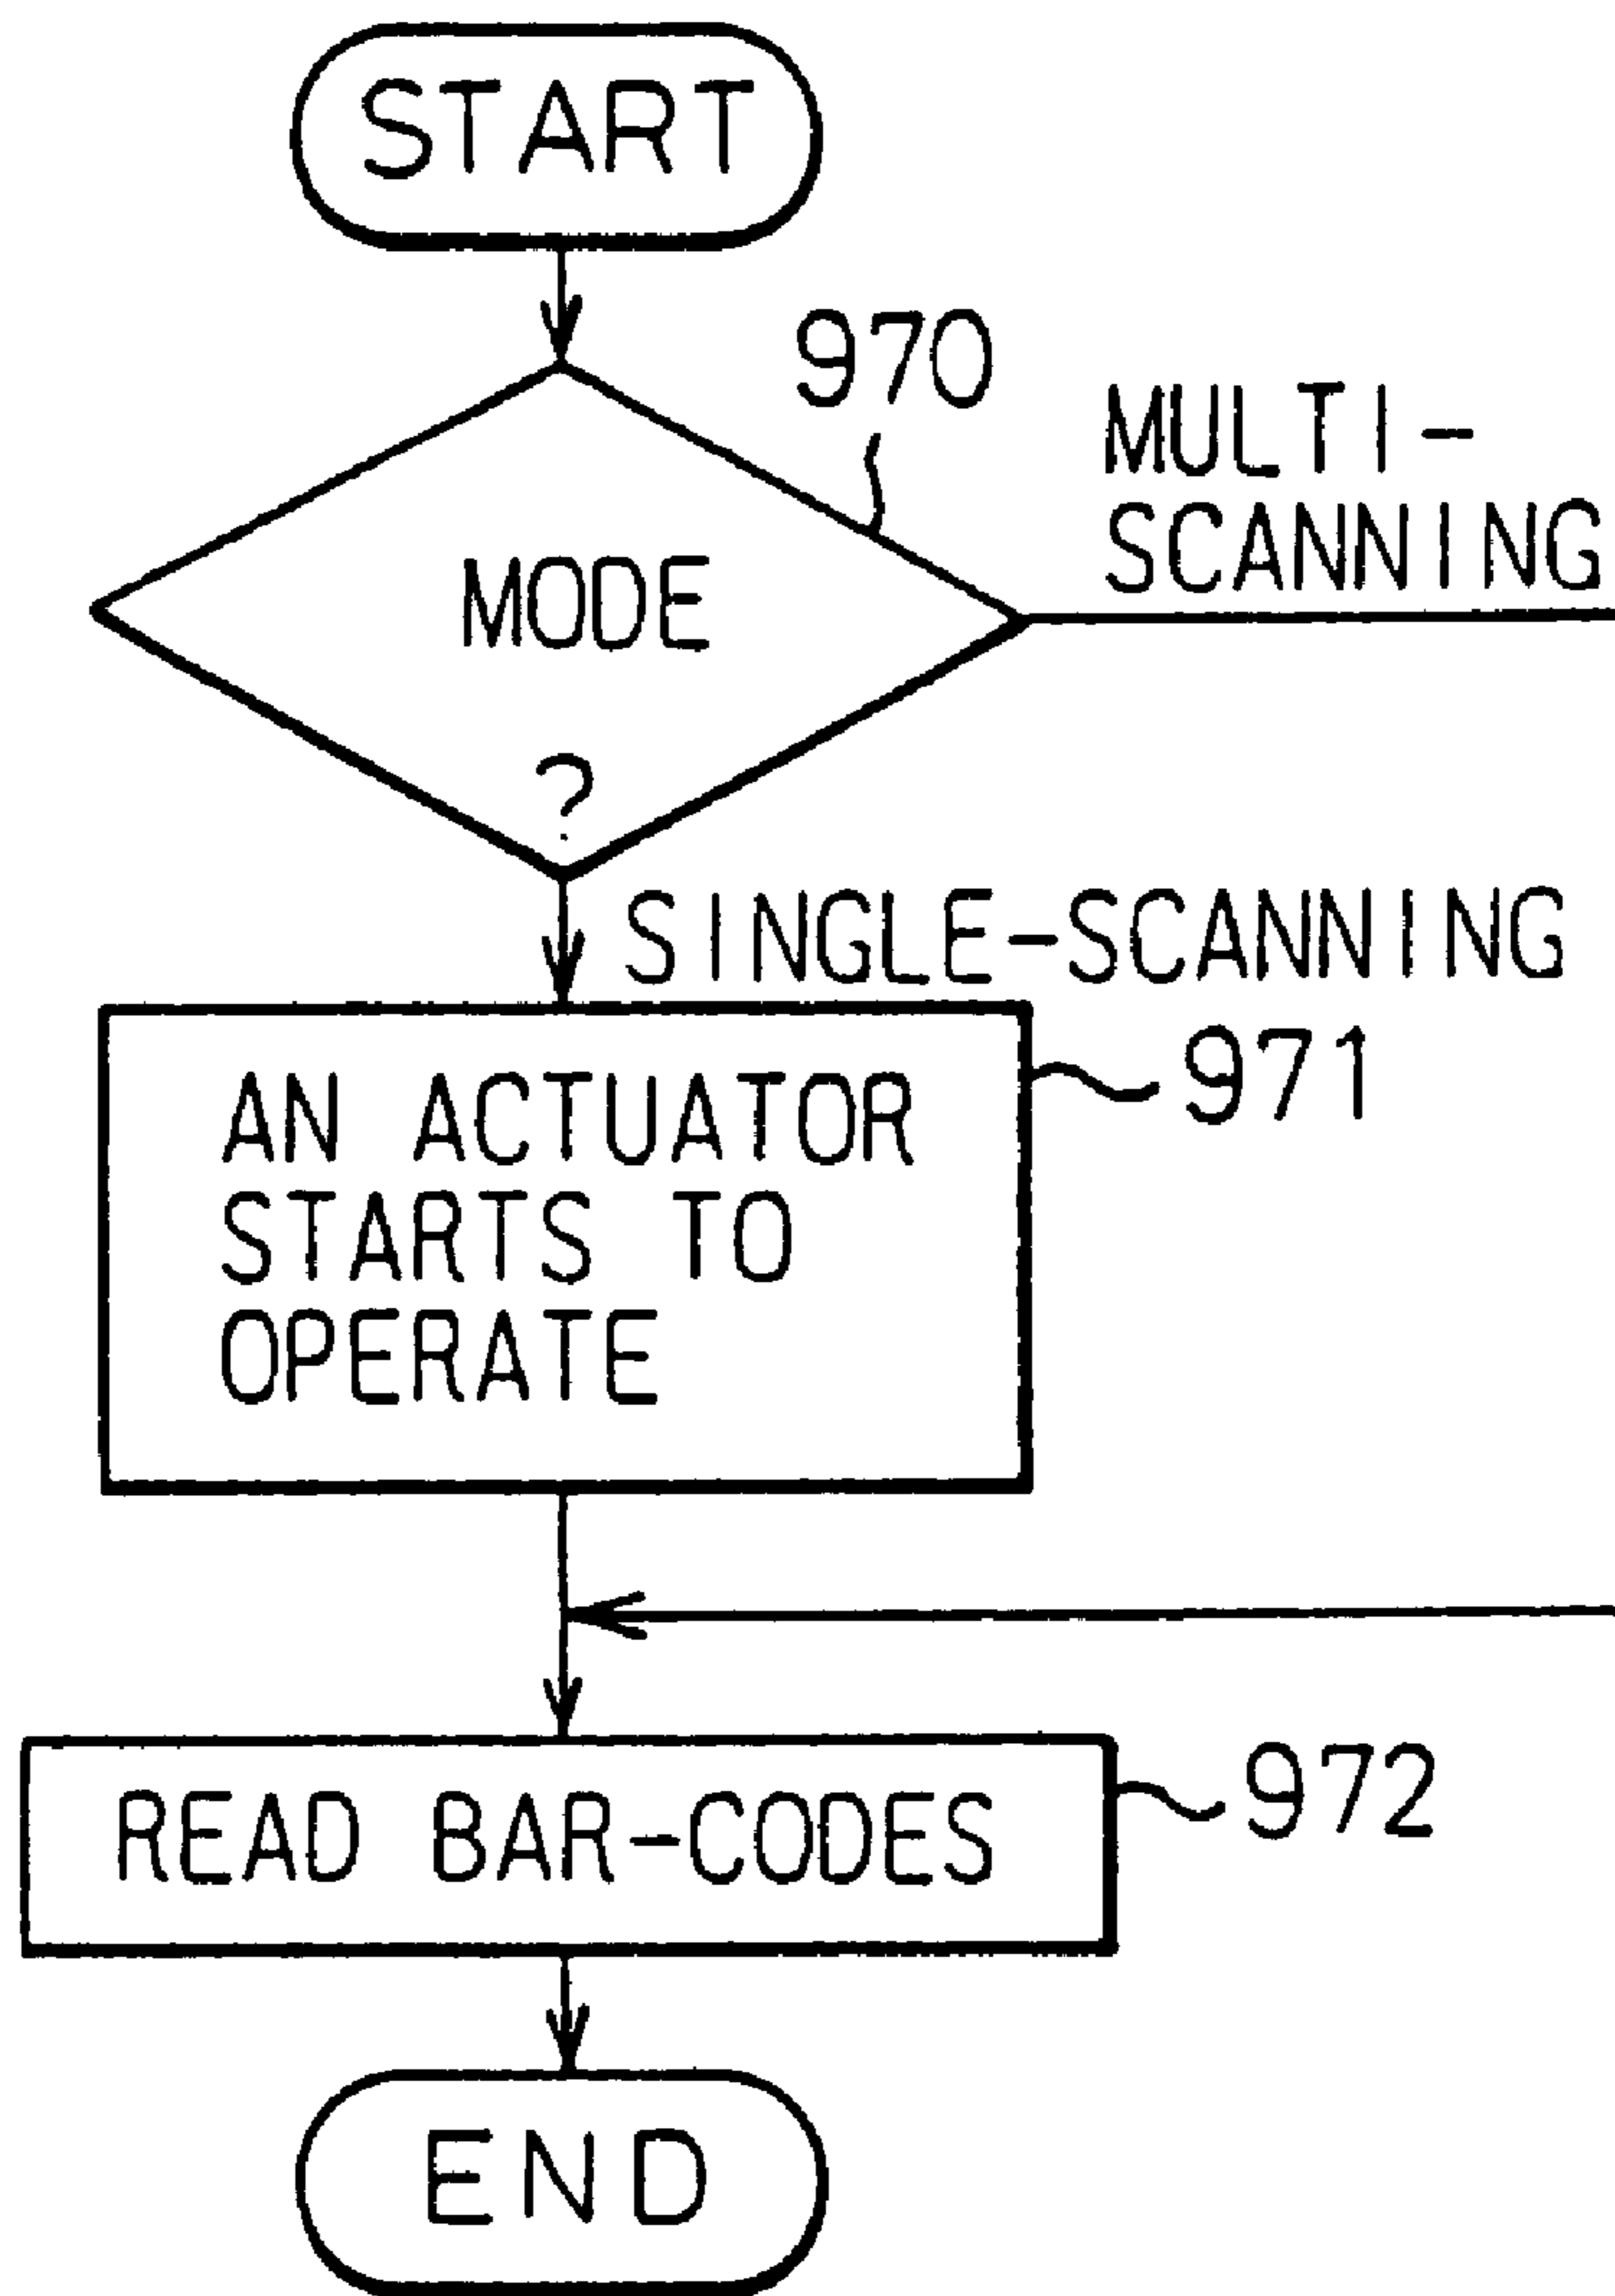 START
970
MULTI-
SCANNING
MODE
?
SINGLE-SCANNING
971
AN ACTUATOR
STARTS TO
OPERATE
READ BAR-CODES
972
END